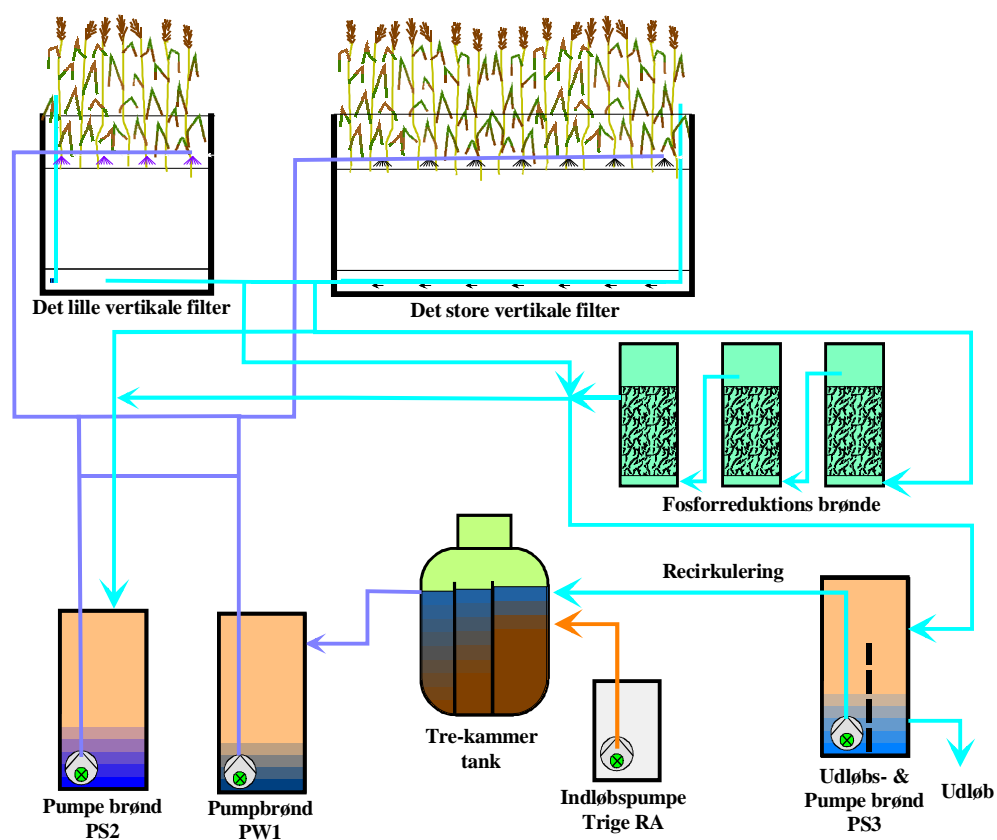 Det lille vertikale filter
Det store vertikale filter
Fosforreduktions brønde
Recirkulering
Tre-kammer
tank
Indløbspumpe
Trige RA
Udløbs- &
Pumpe brønd
PS3
Udløb
Pumpe brønd
PS2
Pumpbrønd
PW1